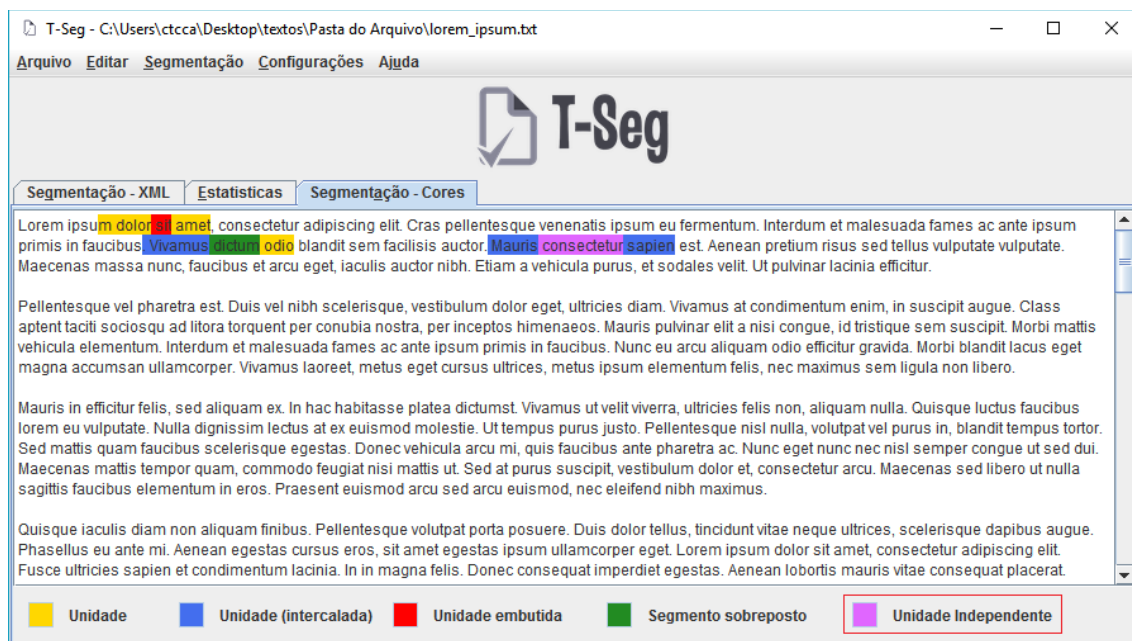 T-Seg - C:\Users\ctcca\Desktop\textos\Pasta do Arquivo\lorem_ipsum.txt
Arquivo Editar Segmentação Configurações Ajuda
T-Seg
Segmentação - XML Estatisticas Segmentação - Cores
Lorem ipsum dolor sit amet, consectetur adipiscing elit. Cras pellentesque venenatis ipsum eu fermentum. Interdum et malesuada fames ac ante ipsum
primis in faucibus. Vivamus dictum odio blandit sem facilisis auctor. Mauris consectetur sapien est. Aenean pretium risus sed tellus vulputate vulputate.
Maecenas massa nunc, faucibus et arcu eget, iaculis auctor nibh. Etiam a vehicula purus, et sodales velit. Ut pulvinar lacinia efficitur.
Pellentesque vel pharetra est. Duis vel nibh scelerisque, vestibulum dolor eget, ultricies diam. Vivamus at condimentum enim, in suscipit augue. Class
aptent taciti sociosqu ad litora torquent per conubia nostra, per inceptos himenaeos. Mauris pulvinar elit a nisi congue, id tristique sem suscipit. Morbi mattis
vehicula elementum. Interdum et malesuada fames ac ante ipsum primis in faucibus. Nunc eu arcu aliquam odio efficitur gravida. Morbi blandit lacus eget
magna accumsan ullamcorper. Vivamus laoreet, metus eget cursus ultrices, metus ipsum elementum felis, nec maximus sem ligula non libero.
Mauris in efficitur felis, sed aliquam ex. In hac habitasse platea dictumst. Vivamus ut velit viverra, ultricies felis non, aliquam nulla. Quisque luctus faucibus
lorem eu vulputate. Nulla dignissim lectus at ex euismod molestie. Ut tempus purus justo. Pellentesque nisl nulla, volutpat vel purus in, blandit tempus tortor.
Sed mattis quam faucibus scelerisque egestas. Donec vehicula arcu mi, quis faucibus ante pharetra ac. Nunc eget nunc nec nisl semper congue ut sed dui.
Maecenas mattis tempor quam, commodo feugiat nisi mattis ut. Sed at purus suscipit, vestibulum dolor et, consectetur arcu. Maecenas sed libero ut nulla
sagittis faucibus elementum in eros. Praesent euismod arcu sed arcu euismod, nec eleifend nibh maximus.
Quisque iaculis diam non aliquam finibus. Pellentesque volutpat porta posuere. Duis dolor tellus, tincidunt vitae neque ultrices, scelerisque dapibus augue.
Phasellus eu ante mi. Aenean egestas cursus eros, sit amet egestas ipsum ullamcorper eget. Lorem ipsum dolor sit amet, consectetur adipiscing elit.
Fusce ultricies sapien et condimentum lacinia. In in magna felis. Donec consequat imperdiet egestas. Aenean lobortis mauris vitae consequat placerat.
Unidade Unidade (intercalada) Unidade embutida Segmento sobreposto Unidade Independente